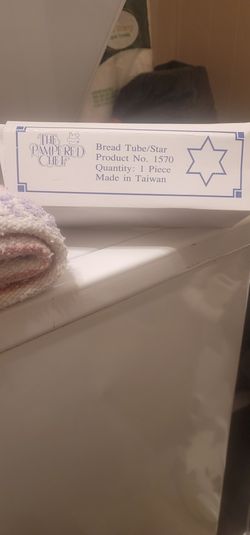 THE
PAMPERED
CHEF
Bread Tube/Star
Product No. 1570
Quantity: 1 Piece
Made in Taiwan